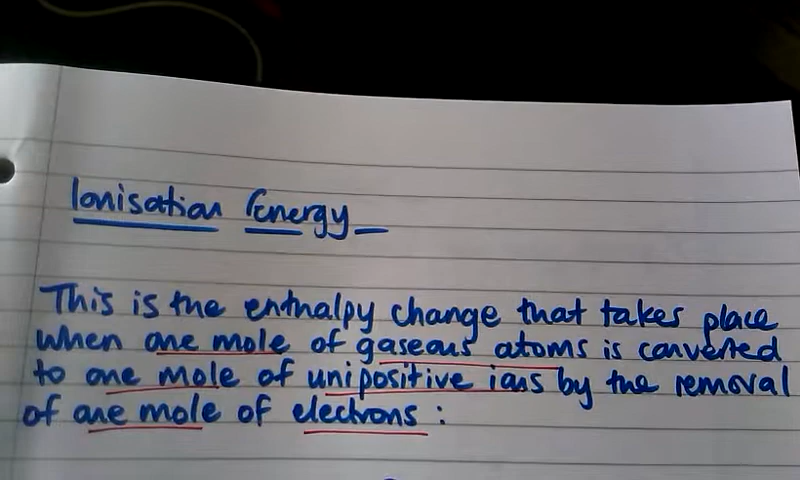 Ionisation Energy
This is the enthalpy change that takes place
when one mole of gaseous atoms is converted
to one mole of unipositive ions by the removal
of one mole of electrons :